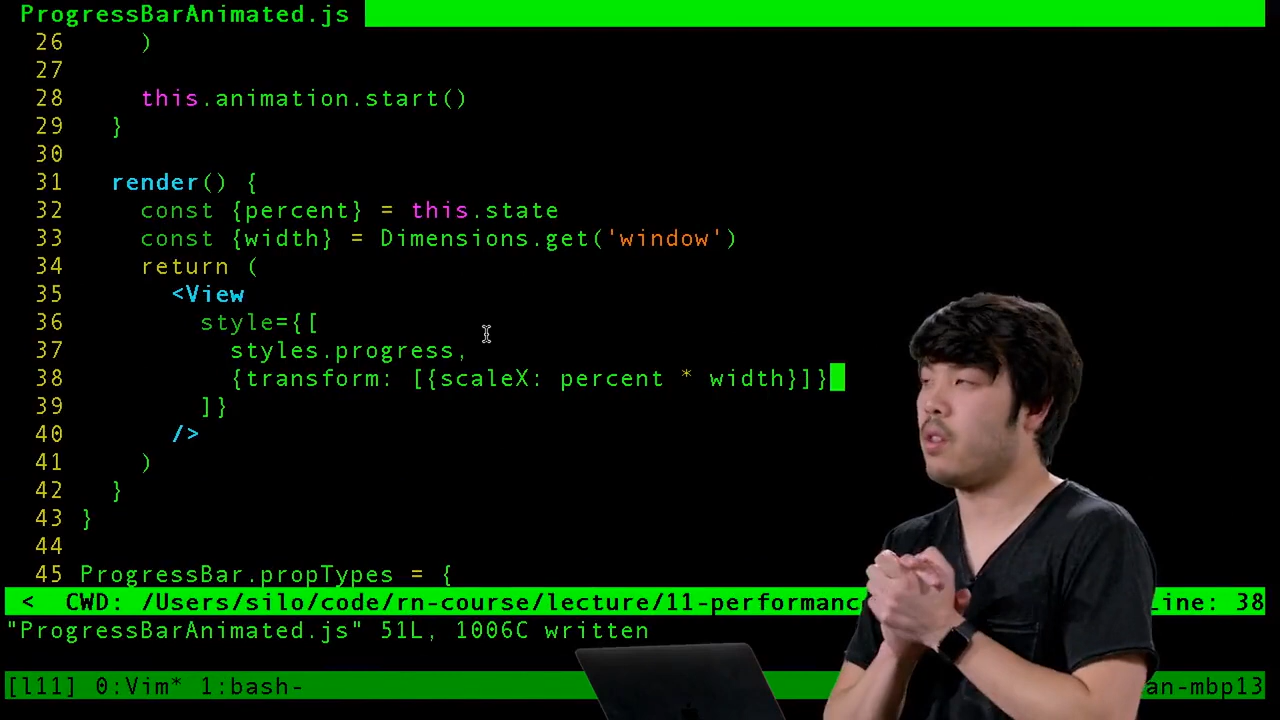 ProgressBarAnimated.js
26 )
27
28 this.animation.start()
29 }
30
31 render() {
32 const {percent} = this.state
33 const {width} = Dimensions.get('window')
34 return (
35 <View
36 style={[
37 styles.progress,
38 {transform: [{scaleX: percent * width}]}
39 ]}
40 />
41 )
42 }
43 }
44
45 ProgressBar.propTypes = {
< CWD: /Users/silo/code/rn-course/lecture/11-performanc Line: 38
"ProgressBarAnimated.js" 51L, 1006C written
[l11] 0:Vim* 1:bash- an-mbp13